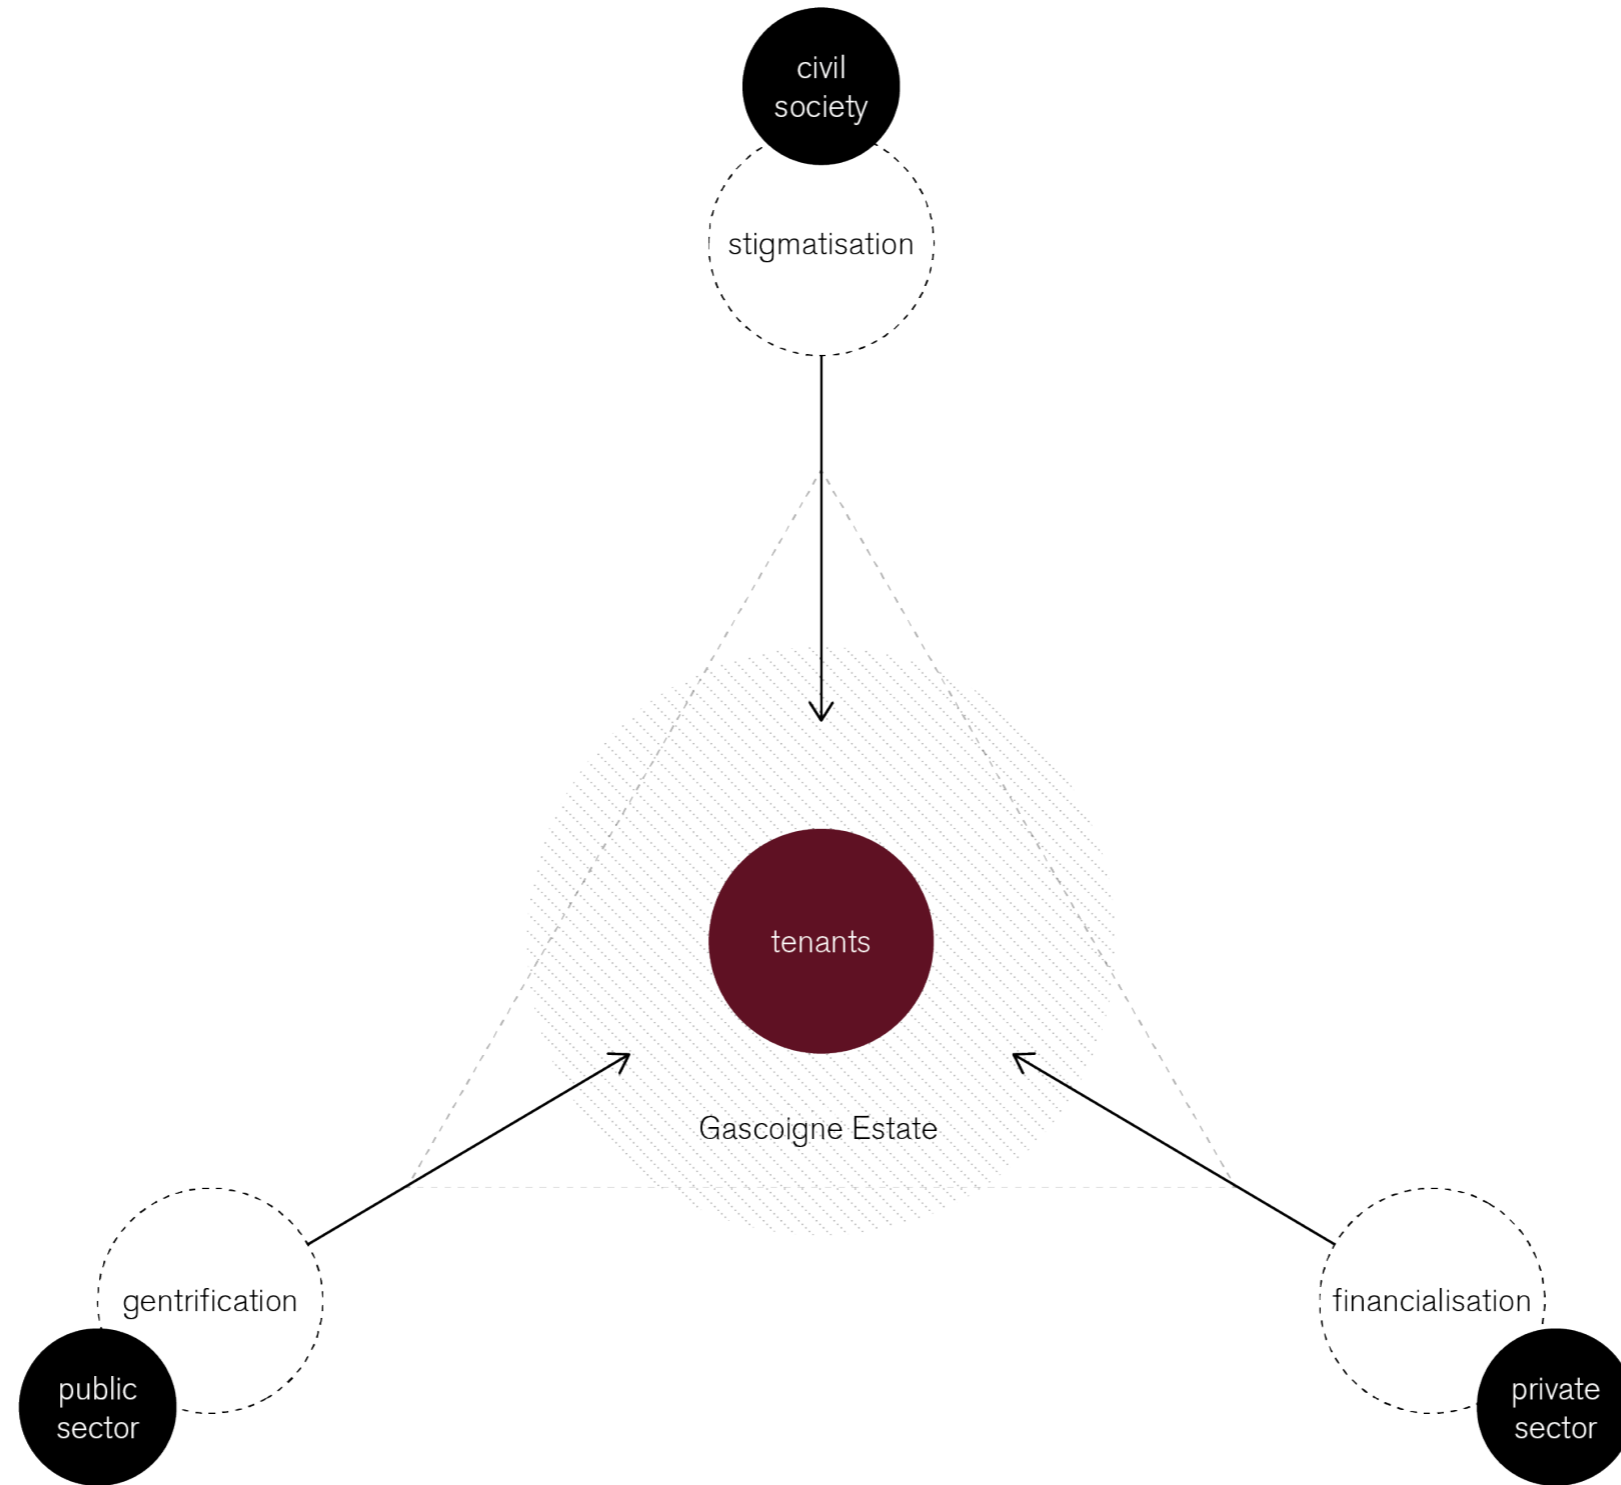 civil
society
stigmatisation
tenants
Gascoigne Estate
gentrification
financialisation
public
sector
private
sector